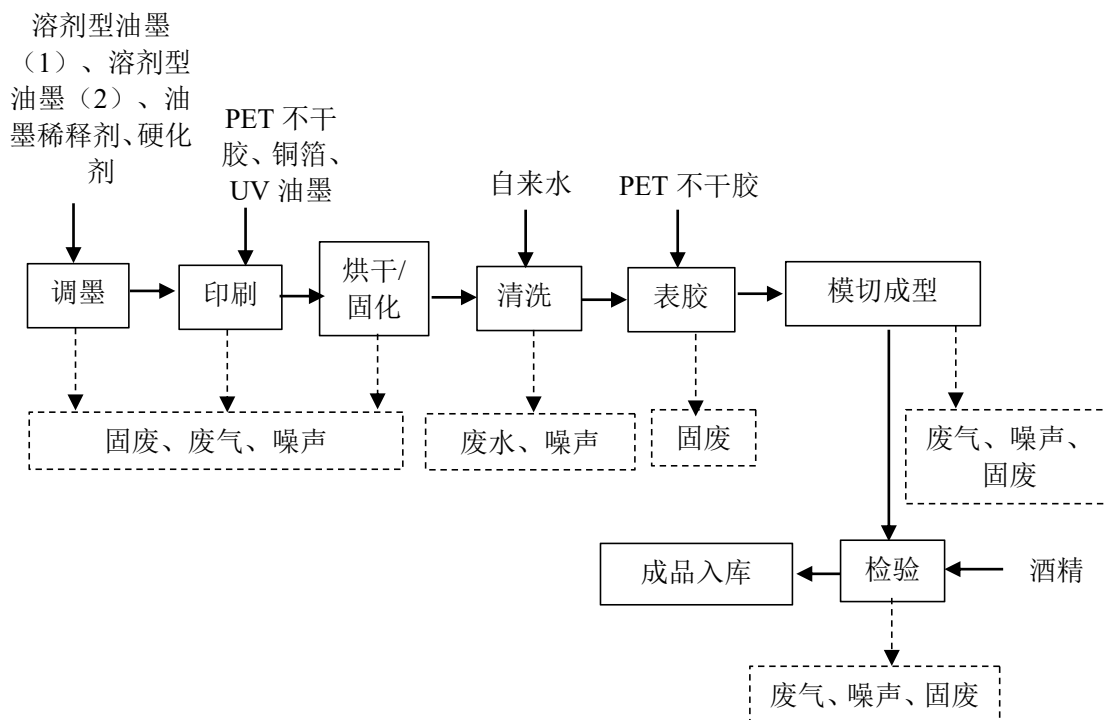 溶剂型油墨
（1）、溶剂型
油墨（2）、油
墨稀释剂、硬化
剂
PET 不干
胶、铜箔、
UV 油墨
自来水
PET 不干胶
调墨
印刷
烘干/
固化
清洗
表胶
模切成型
固废、废气、噪声
废水、噪声
固废
废气、噪声、
固废
成品入库
检验
酒精
废气、噪声、固废